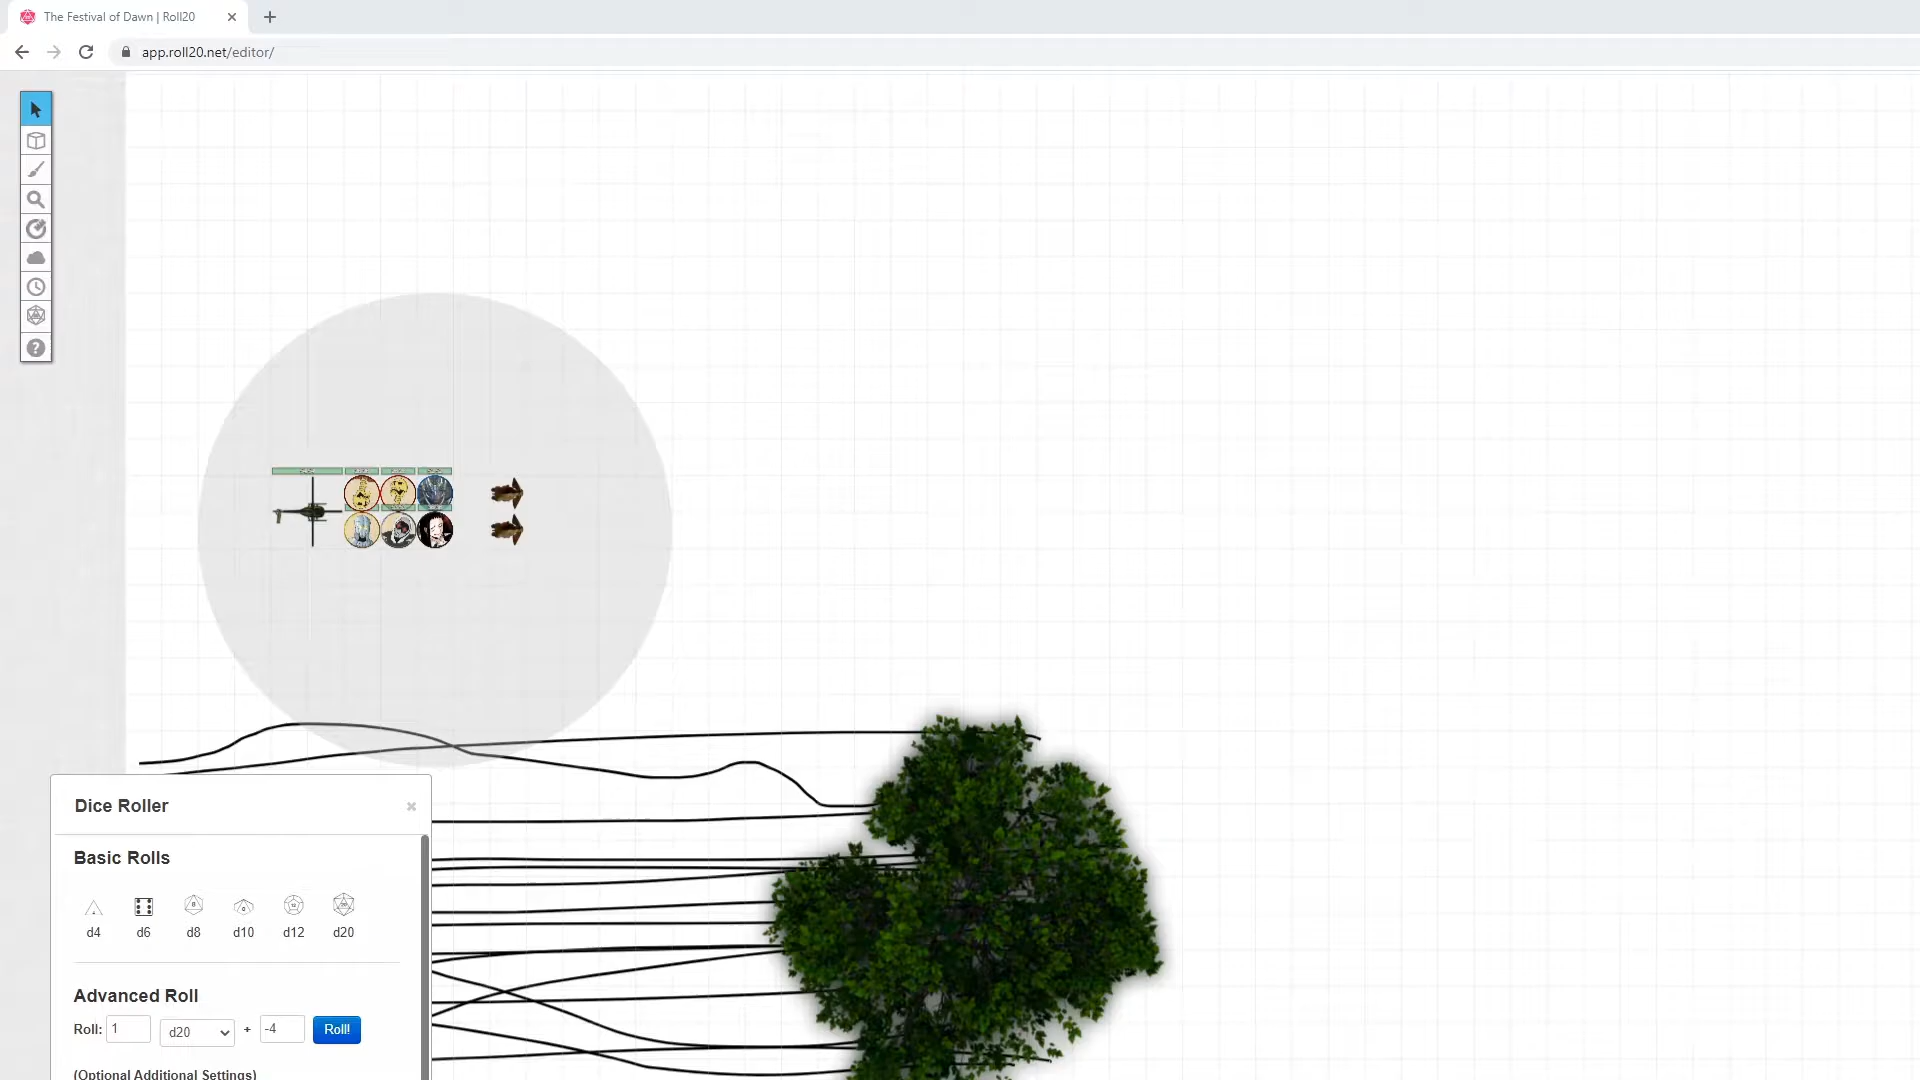 The Festival of Dawn | Roll20
app.roll20.net/editor/
Dice Roller
Basic Rolls
d4 d6 d8 d10 d12 d20
Advanced Roll
Roll: 1 d20 + -4 Roll!
(Optional Additional Settings)